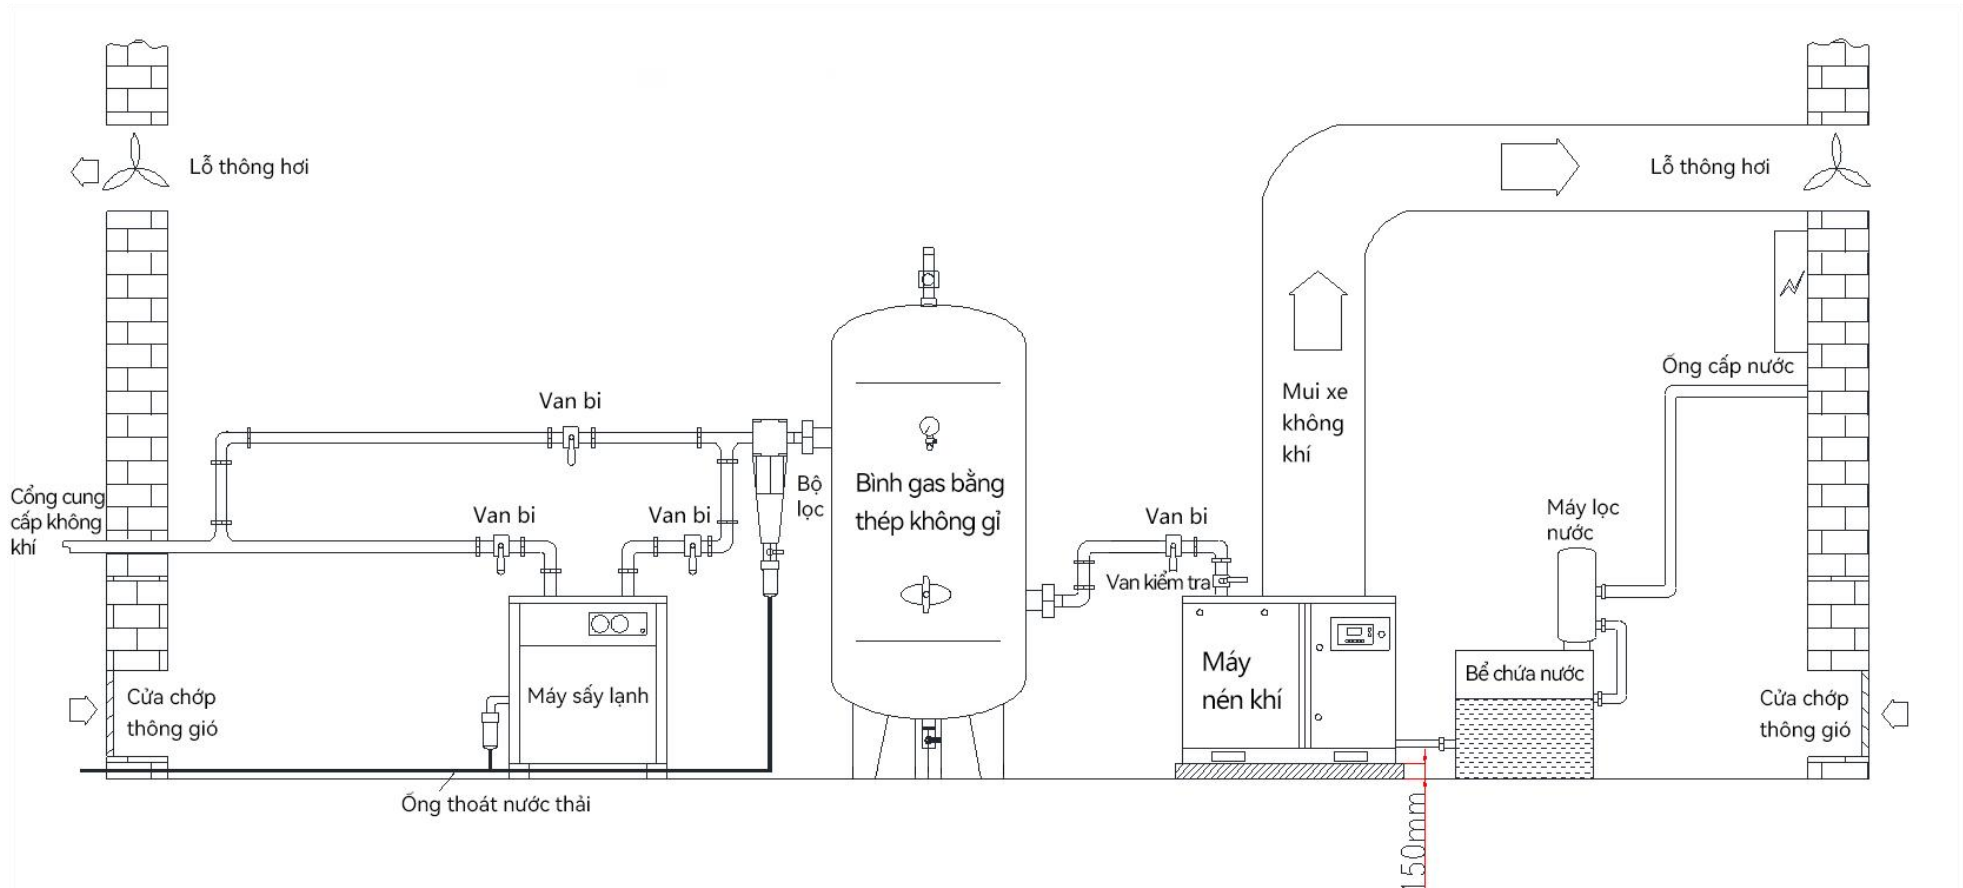 Lỗ thông hơi
Lỗ thông hơi
Ống cấp nước
Mui xe
không
khí
Van bi
Cổng cung
cấp không
khí
Van bi
Van bi
Bộ
lọc
Bình gas bằng
thép không gỉ
Van bi
Van kiểm tra
Máy lọc
nước
Máy
nén khí
Bể chứa nước
Cửa chớp
thông gió
Máy sấy lạnh
Cửa chớp
thông gió
Ống thoát nước thải
150mm